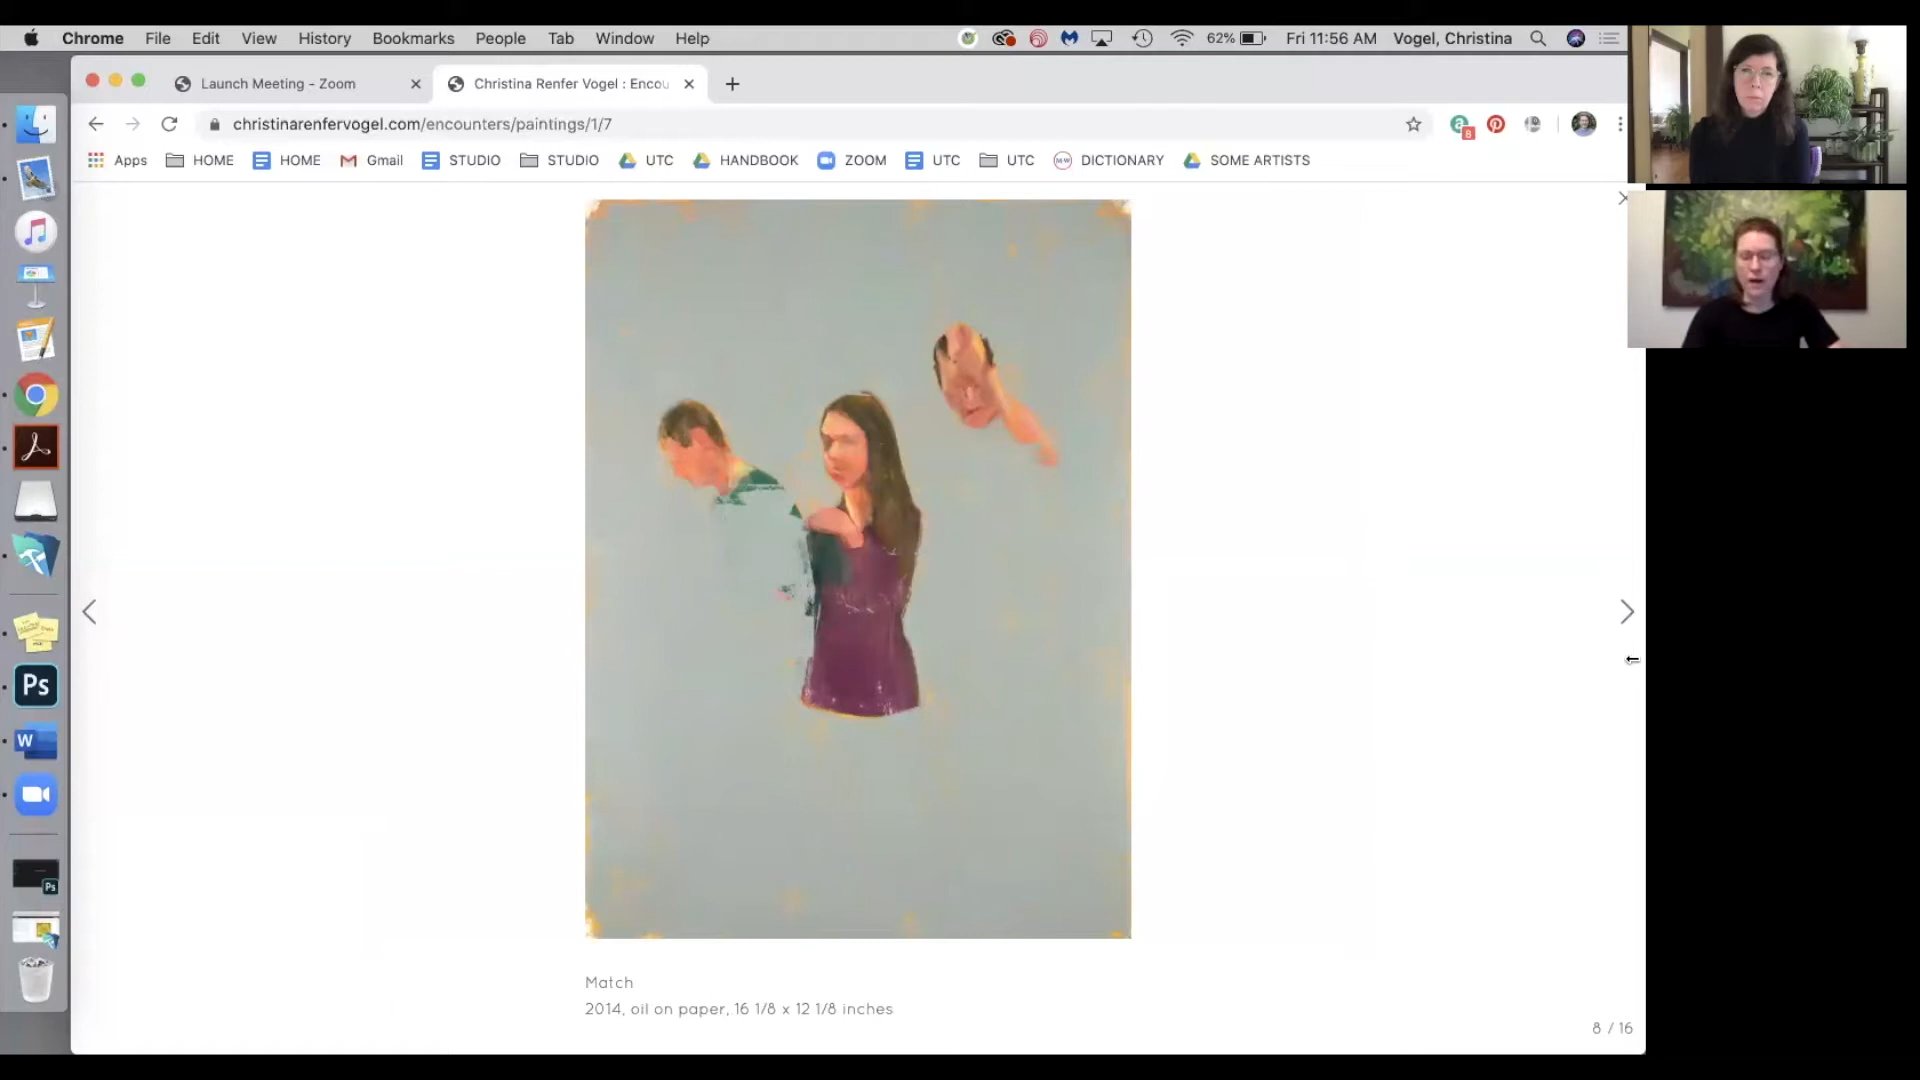 Chrome File Edit View History Bookmarks People Tab Window Help 62% Fri 11:56 AM Vogel, Christina
Launch Meeting - Zoom Christina Renfer Vogel : Encou
christinarenfervogel.com/encounters/paintings/1/7 8
Apps HOME HOME Gmail STUDIO STUDIO UTC HANDBOOK ZOOM UTC UTC DICTIONARY SOME ARTISTS
Ps
W
Ps
Match
2014, oil on paper, 16 1/8 x 12 1/8 inches
8 / 16